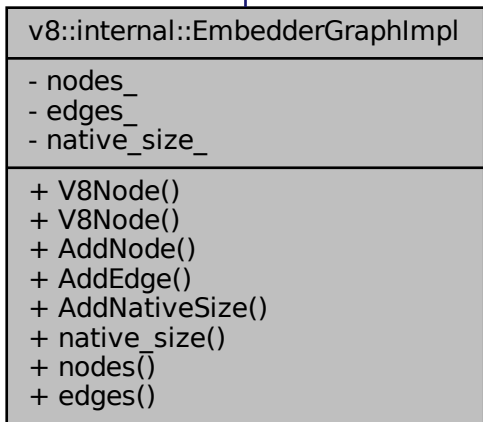 v8::internal::EmbedderGraphImpl
- nodes_
- edges_
- native_size_
+ V8Node()
+ V8Node()
+ AddNode()
+ AddEdge()
+ AddNativeSize()
+ native_size()
+ nodes()
+ edges()